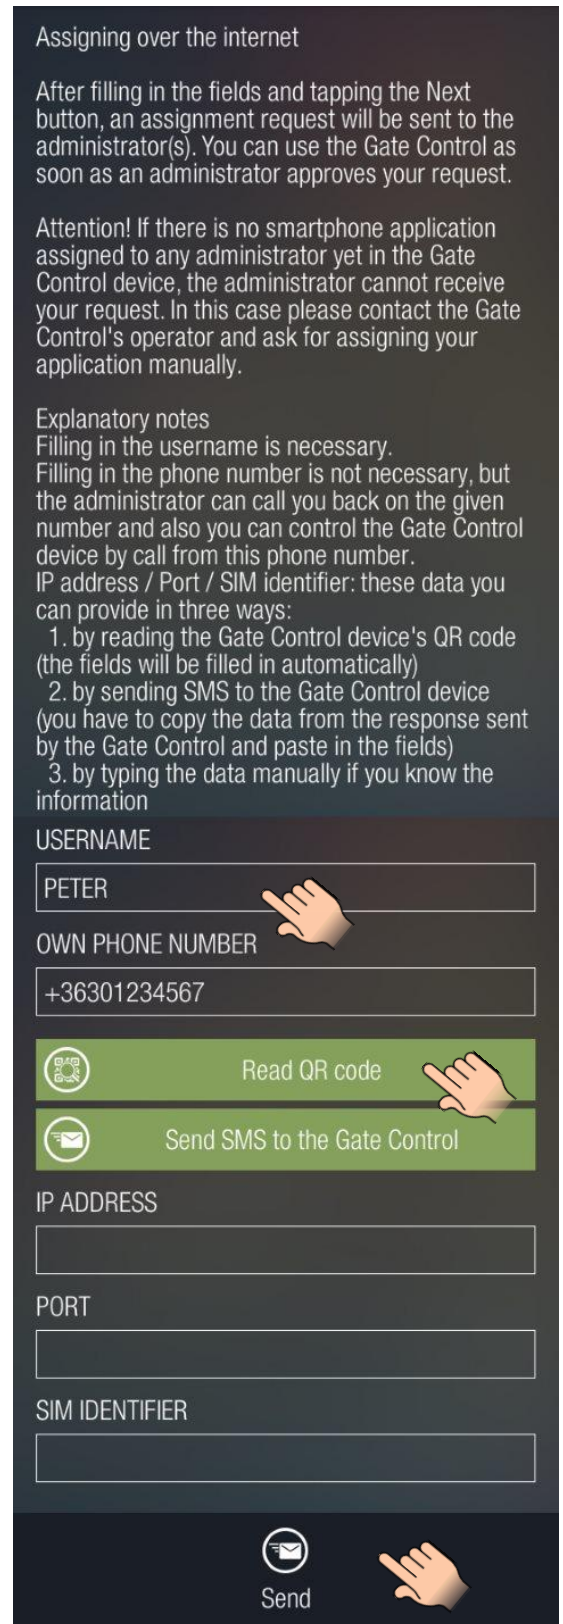 Assigning over the internet
After filling in the fields and tapping the Next
button, an assignment request will be sent to the
administrator(s). You can use the Gate Control as
soon as an administrator approves your request.
Attention! If there is no smartphone application
assigned to any administrator yet in the Gate
Control device, the administrator cannot receive
your request. In this case please contact the Gate
Control's operator and ask for assigning your
application manually.
Explanatory notes
Filling in the username is necessary.
Filling in the phone number is not necessary, but
the administrator can call you back on the given
number and also you can control the Gate Control
device by call from this phone number.
IP address / Port / SIM identifier: these data you
can provide in three ways:
1. by reading the Gate Control device's QR code
(the fields will be filled in automatically)
2. by sending SMS to the Gate Control device
(you have to copy the data from the response sent
by the Gate Control and paste in the fields)
3. by typing the data manually if you know the
information
USERNAME
PETER
OWN PHONE NUMBER
+36301234567
Read QR code
Send SMS to the Gate Control
IP ADDRESS
PORT
SIM IDENTIFIER
Send